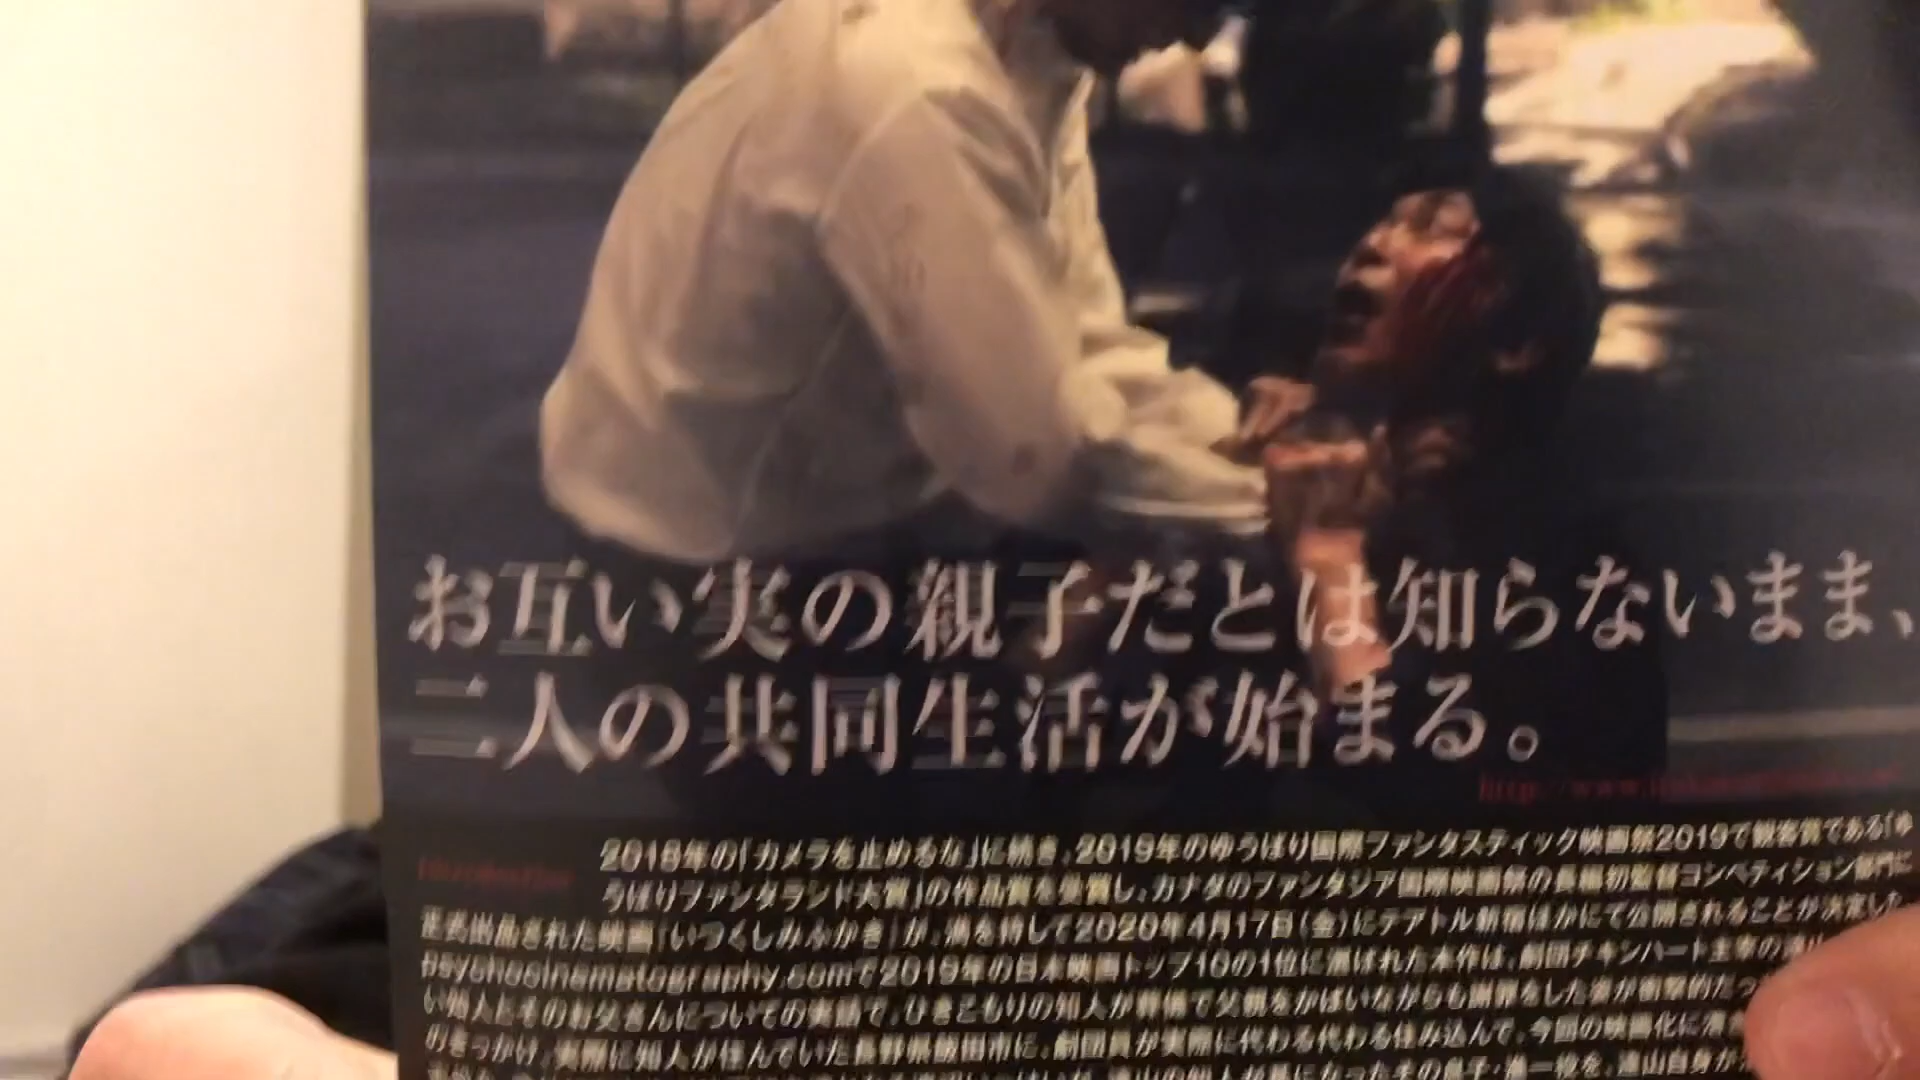 お互い実の親子だとは知らないまま、
二人の共同生活が始まる。
2018年の「カメラを止めるな」に続き、2019年のゆうばり国際ファンタスティック映画祭2019で観客賞である「ゆ
うばりファンタランド大賞」の作品賞を受賞し、カナダのファンタジア国際映画祭の長編初監督コンペティション部門に
正式出品された映画「いつくしみふかき」が、満を持して2020年4月17日(金)にテアトル新宿ほかにて公開されることが決定した
psychocinematography.comで2019年の日本映画トップ10の1位に選ばれた本作は、劇団チキンハート主宰の遠山
い知人とそのお父さんについての実話で、ひきこもりの知人が葬儀で父親をかばいながらも謝罪をした姿が衝撃的だっ
のきっかけ。実際に知人が住んでいた長野県飯田市に、劇団員が実際に代わる代わる住み込んで、今回の映画化に